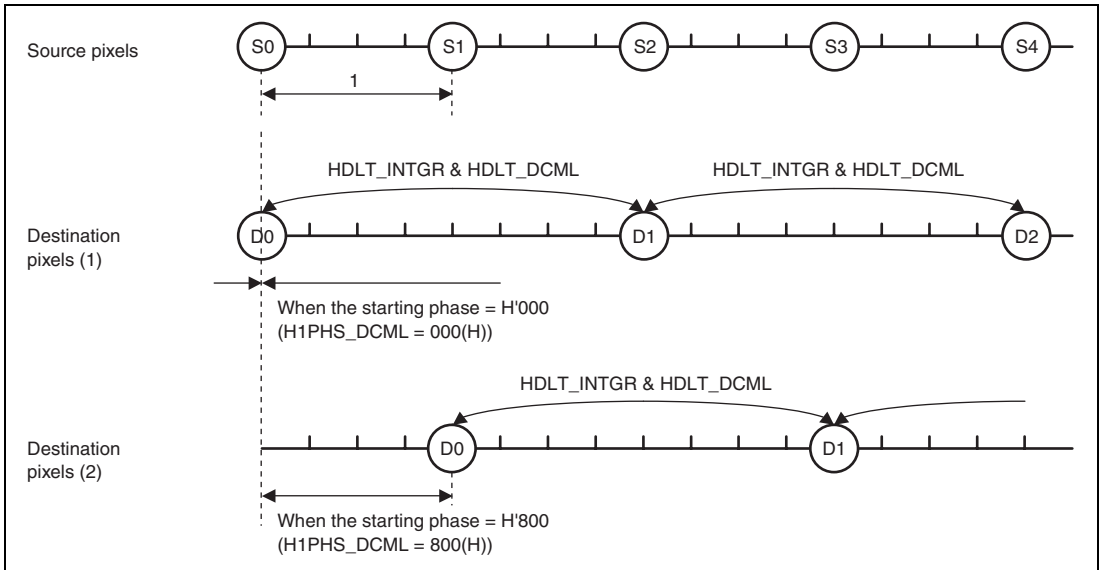 Source pixels
S0
S1
S2
S3
S4
1
HDLT_INTGR & HDLT_DCML
HDLT_INTGR & HDLT_DCML
Destination
pixels (1)
D0
D1
D2
When the starting phase = H'000
(H1PHS_DCML = 000(H))
HDLT_INTGR & HDLT_DCML
Destination
pixels (2)
D0
D1
When the starting phase = H'800
(H1PHS_DCML = 800(H))